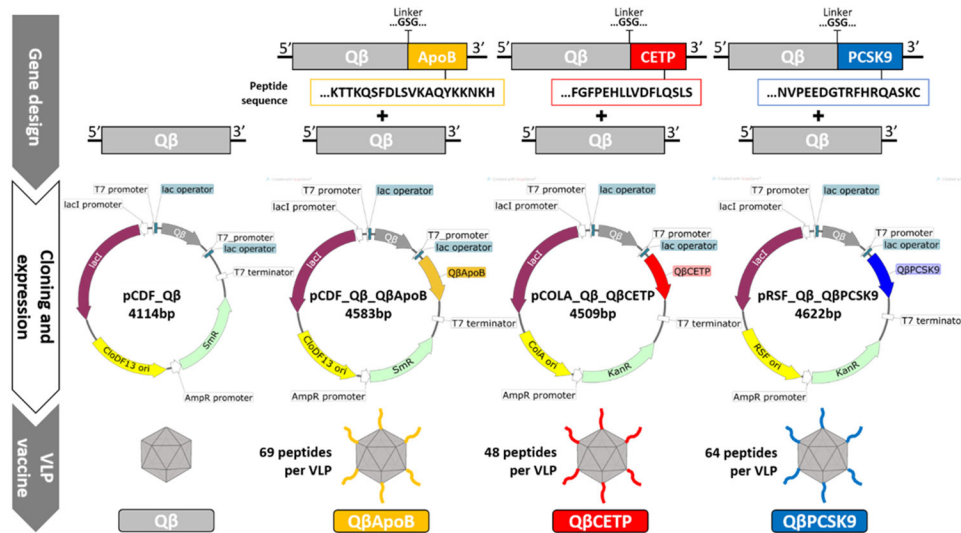 Gene design
Linker
...GSG...
5’ Qβ ApoB 3’
Peptide
sequence
...KTTKQSFDLSVKAQYKKNKH
+
5’ Qβ 3’
Linker
...GSG...
5’ Qβ CETP 3’
...FGFPEHLLVDFLQSLS
+
5’ Qβ 3’
Linker
...GSG...
5’ Qβ PCSK9 3’
...NVPEEDGTRFHRQASKC
+
5’ Qβ 3’
5’ Qβ 3’
Cloning and
expression
T7 promoter
lac operator
lacI promoter
Qβ
T7_promoter
lac operator
T7 terminator
lacI
pCDF_Qβ
4114bp
SmR
CloDF13 ori
AmpR promoter
T7 promoter
lac operator
lacI promoter
Qβ
T7_promoter
lac operator
QβApoB
lacI
pCDF_Qβ_QβApoB
4583bp
T7 terminator
CloDF13 ori
SmR
AmpR promoter
T7 promoter
lac operator
lacI promoter
Qβ
T7 promoter
lac operator
QβCETP
lacI
pCOLA_Qβ_QβCETP
4509bp
T7 terminator
ColA ori
KanR
AmpR promoter
T7 promoter
lac operator
lacI promoter
Qβ
T7 promoter
lac operator
QβPCSK9
lacI
pRSF_Qβ_QβPCSK9
4622bp
T7 terminator
RSF ori
KanR
AmpR promoter
VLP
vaccine
69 peptides
per VLP
48 peptides
per VLP
64 peptides
per VLP
Qβ
QβApoB
QβCETP
QβPCSK9